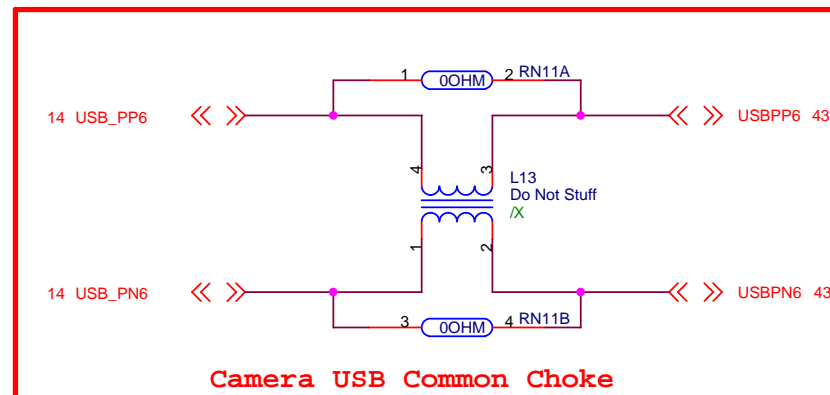 1 0OHM 2 RN11A
14 USB_PP6 USBPP6 43
4 3
L13
Do Not Stuff
/X
1 2
14 USB_PN6 USBPN6 43
3 0OHM 4 RN11B
Camera USB Common Choke